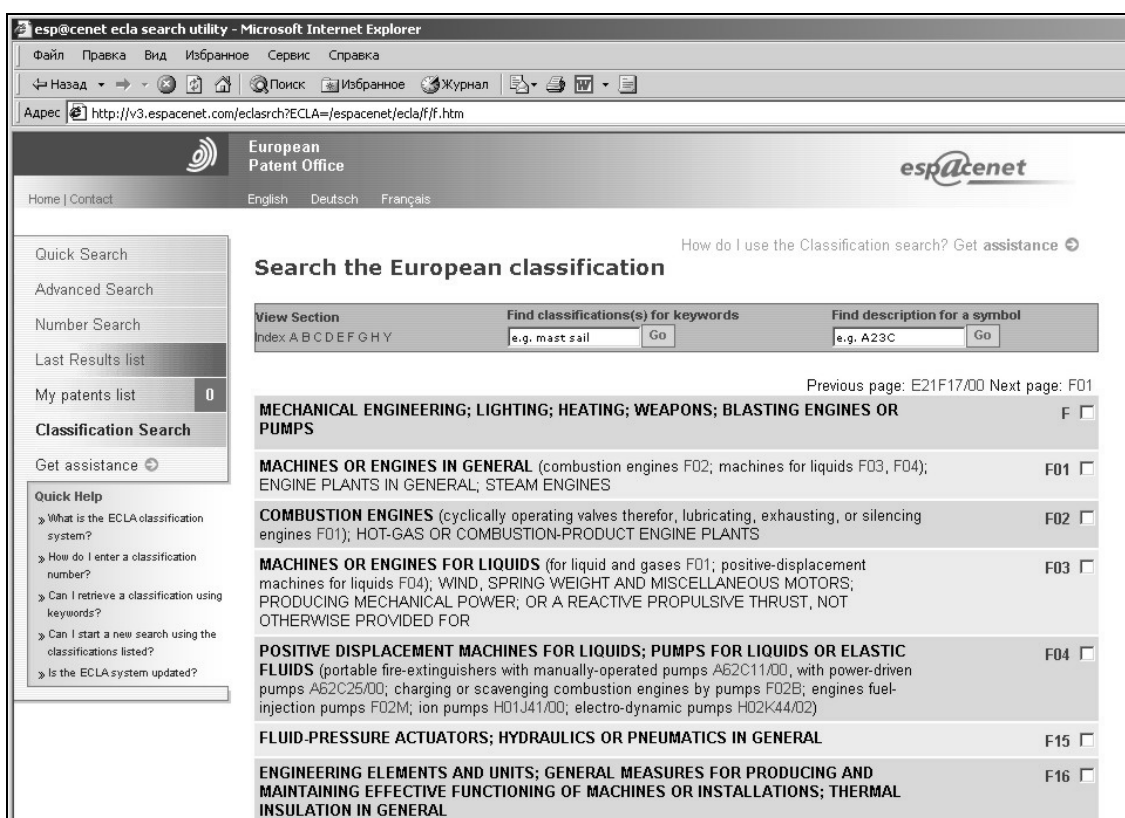 esp@cenet ecla search utility - Microsoft Internet Explorer
Файл Правка Вид Избранное Сервис Справка
Назад Поиск Избранное Журнал
Адрес http://v3.espacenet.com/eclasrch?ECLA=/espacenet/ecla/f/f.htm
European
Patent Office
esp@cenet
Home | Contact
English Deutsch Français
Quick Search
Advanced Search
Number Search
Last Results list
My patents list 0
Classification Search
Get assistance
Quick Help
» What is the ECLA classification
system?
» How do I enter a classification
number?
» Can I retrieve a classification using
keywords?
» Can I start a new search using the
classifications listed?
» Is the ECLA system updated?
How do I use the Classification search? Get assistance
Search the European classification
View Section Find classifications(s) for keywords Find description for a symbol
Index A B C D E F G H Y e.g. mast sail Go e.g. A23C Go
Previous page: E21F17/00 Next page: F01
MECHANICAL ENGINEERING; LIGHTING; HEATING; WEAPONS; BLASTING ENGINES OR F
PUMPS
MACHINES OR ENGINES IN GENERAL (combustion engines F02; machines for liquids F03, F04); F01
ENGINE PLANTS IN GENERAL; STEAM ENGINES
COMBUSTION ENGINES (cyclically operating valves therefor, lubricating, exhausting, or silencing F02
engines F01); HOT-GAS OR COMBUSTION-PRODUCT ENGINE PLANTS
MACHINES OR ENGINES FOR LIQUIDS (for liquid and gases F01; positive-displacement F03
machines for liquids F04); WIND, SPRING WEIGHT AND MISCELLANEOUS MOTORS;
PRODUCING MECHANICAL POWER; OR A REACTIVE PROPULSIVE THRUST, NOT
OTHERWISE PROVIDED FOR
POSITIVE DISPLACEMENT MACHINES FOR LIQUIDS; PUMPS FOR LIQUIDS OR ELASTIC F04
FLUIDS (portable fire-extinguishers with manually-operated pumps A62C11/00, with power-driven
pumps A62C25/00; charging or scavenging combustion engines by pumps F02B; engines fuel-
injection pumps F02M; ion pumps H01J41/00; electro-dynamic pumps H02K44/02)
FLUID-PRESSURE ACTUATORS; HYDRAULICS OR PNEUMATICS IN GENERAL F15
ENGINEERING ELEMENTS AND UNITS; GENERAL MEASURES FOR PRODUCING AND F16
MAINTAINING EFFECTIVE FUNCTIONING OF MACHINES OR INSTALLATIONS; THERMAL
INSULATION IN GENERAL